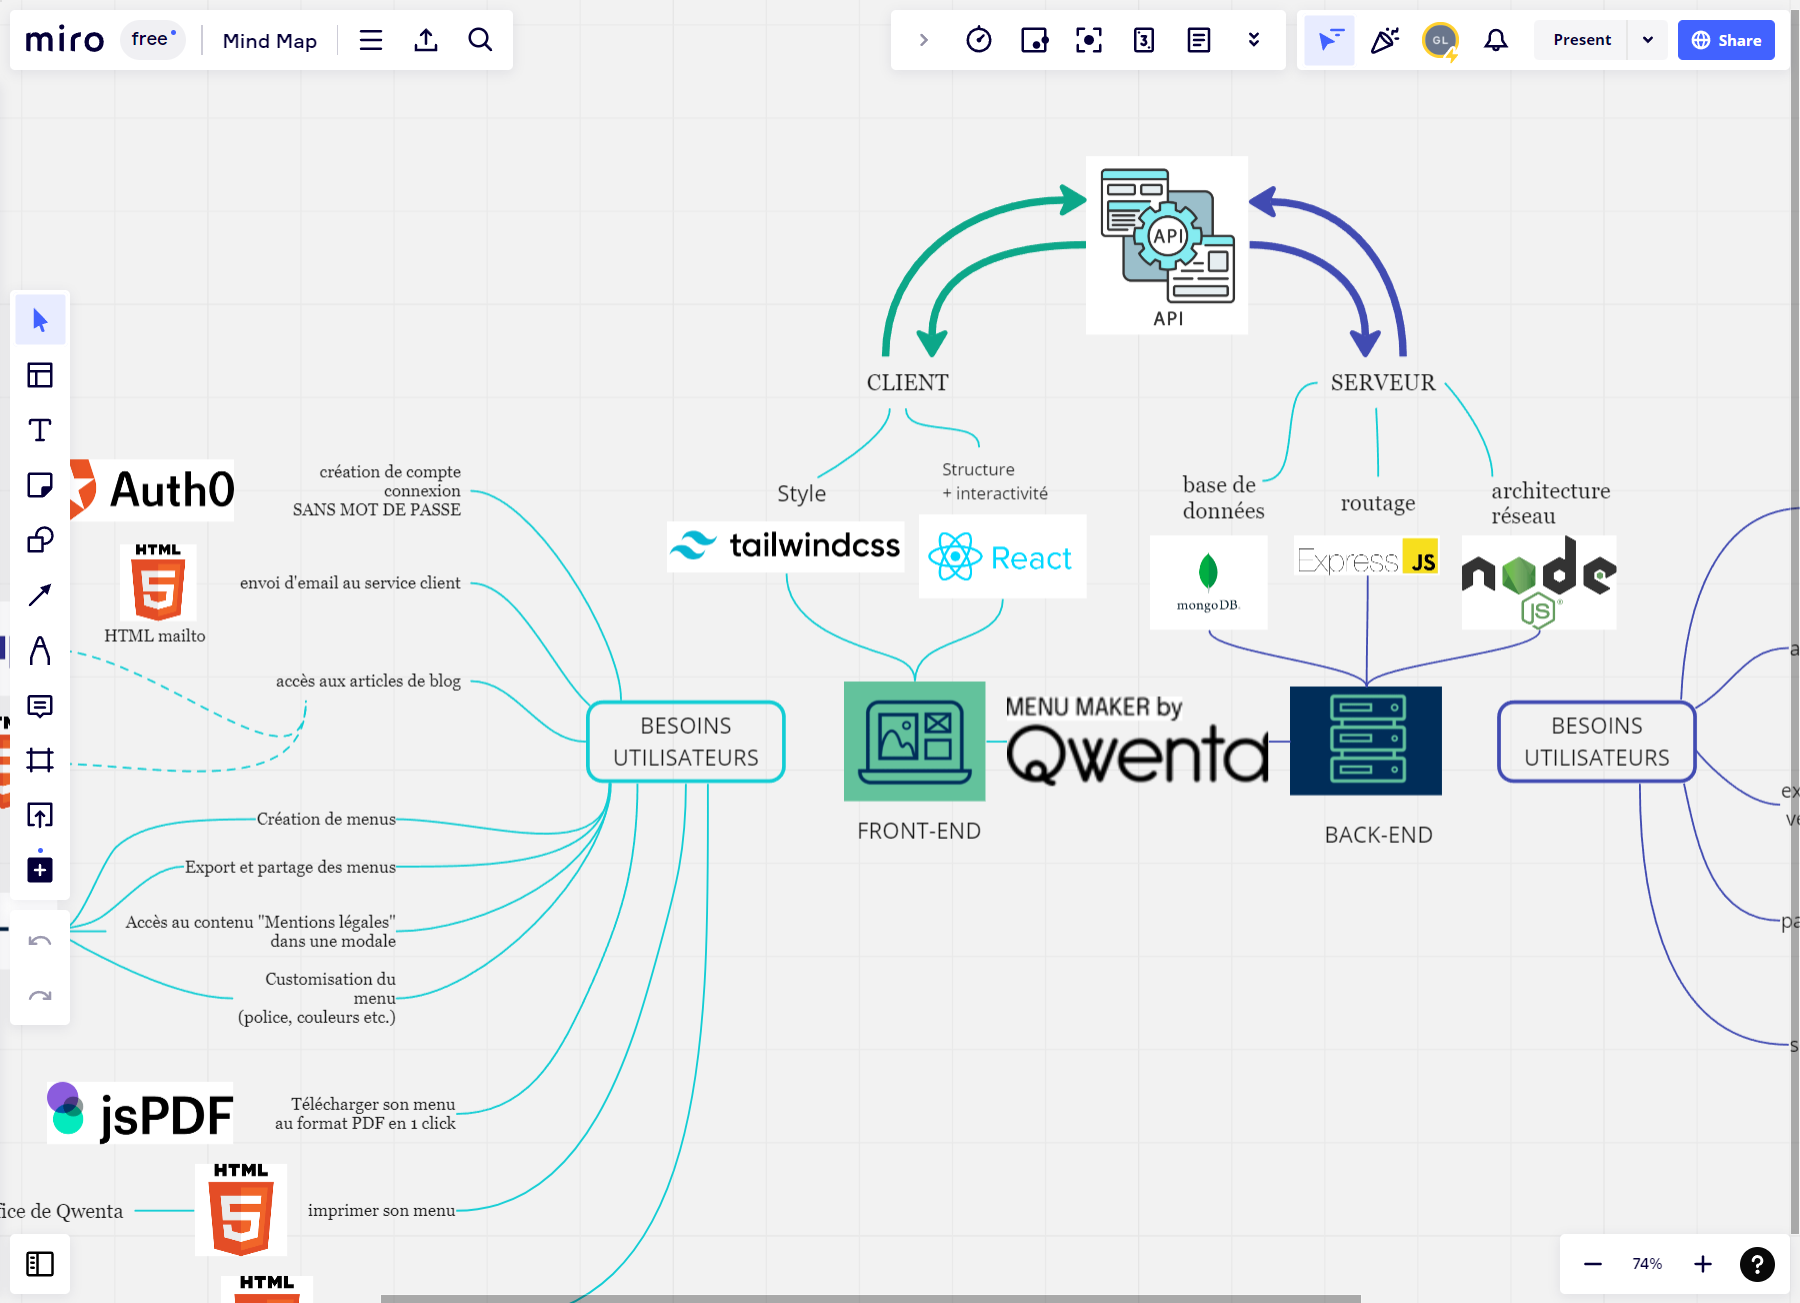 miro
free
Mind Map
3
GL
Present
Share
API
API
CLIENT
SERVEUR
Style
Structure
+ interactivité
base de
données
routage
architecture
réseau
tailwindcss
React
mongoDB.
Express JS
node
JS
Auth0
création de compte
connexion
SANS MOT DE PASSE
HTML
5
HTML mailto
envoi d'email au service client
accès aux articles de blog
BESOINS
UTILISATEURS
MENU MAKER by
Qwenta
FRONT-END
BACK-END
BESOINS
UTILISATEURS
Création de menus
Export et partage des menus
Accès au contenu "Mentions légales"
dans une modale
Customisation du
menu
(police, couleurs etc.)
jsPDF
Télécharger son menu
au format PDF en 1 click
HTML
5
de Qwenta
imprimer son menu
HTML
74%
?